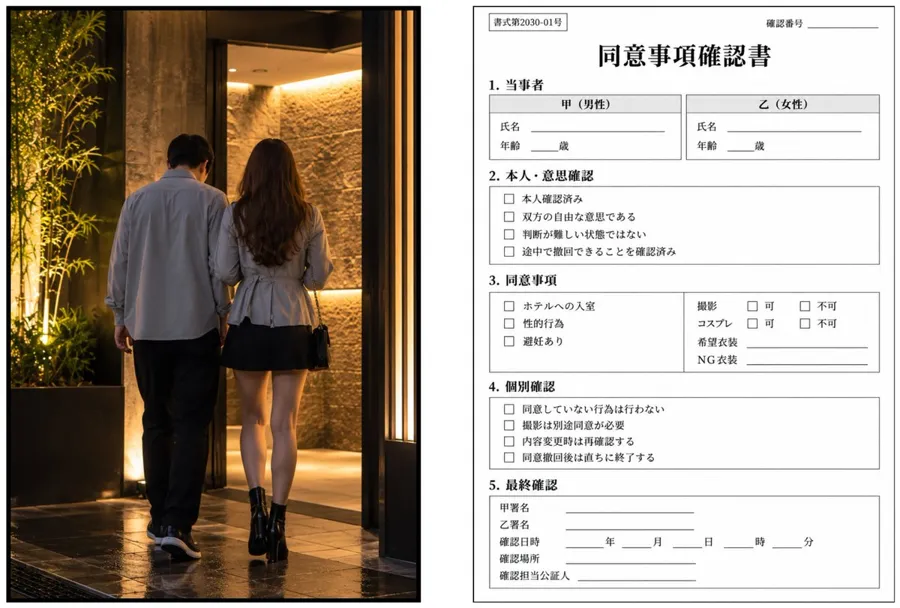 書式第2030-01号
確認番号
同意事項確認書
1. 当事者
甲（男性）
乙（女性）
氏名
氏名
年齢 歳
年齢 歳
2. 本人・意思確認
□ 本人確認済み
□ 双方の自由な意思である
□ 判断が難しい状態ではない
□ 途中で撤回できることを確認済み
3. 同意事項
□ ホテルへの入室
□ 性的行為
□ 避妊あり
撮影 □ 可 □ 不可
コスプレ □ 可 □ 不可
希望衣装
NG衣装
4. 個別確認
□ 同意していない行為は行わない
□ 撮影は別途同意が必要
□ 内容変更時は再確認する
□ 同意撤回後は直ちに終了する
5. 最終確認
甲署名
乙署名
確認日時 年 月 日 時 分
確認場所
確認担当公証人